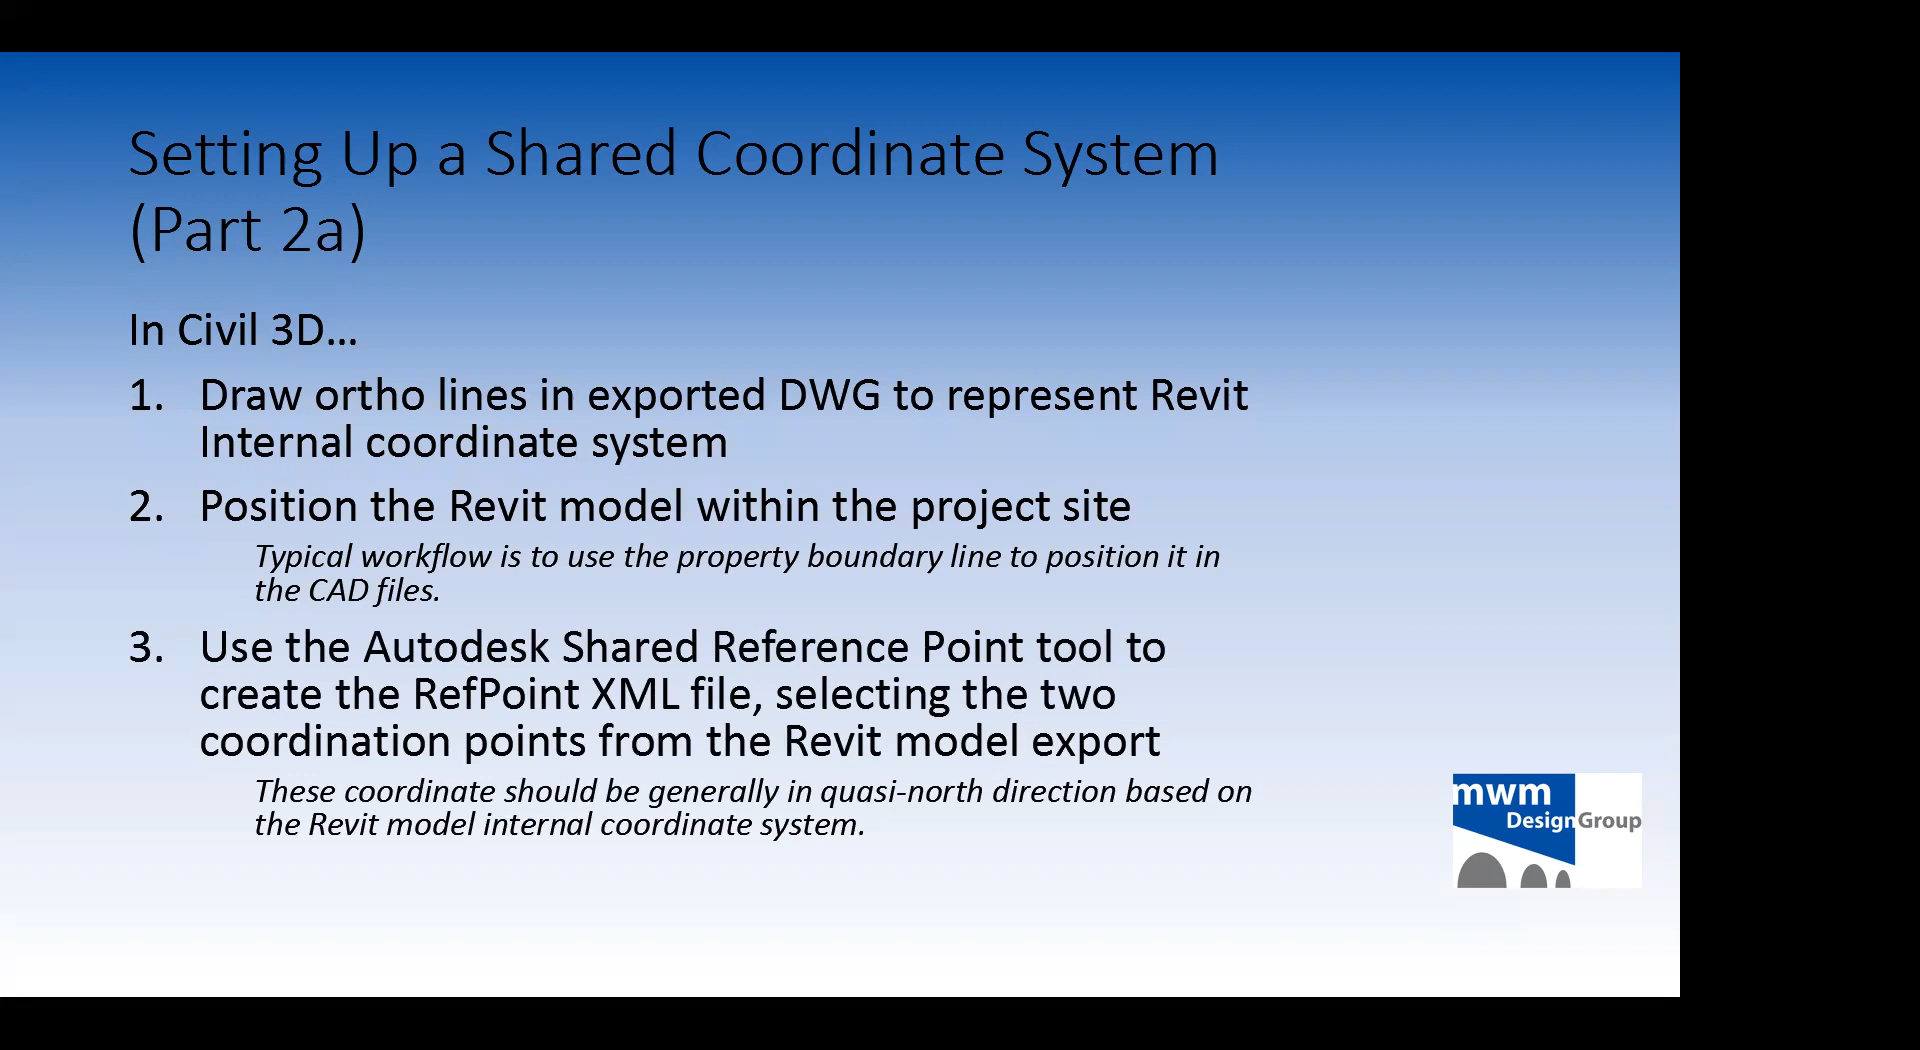 Setting Up a Shared Coordinate System
(Part 2a)
In Civil 3D...
1. Draw ortho lines in exported DWG to represent Revit
Internal coordinate system
2. Position the Revit model within the project site
Typical workflow is to use the property boundary line to position it in
the CAD files.
3. Use the Autodesk Shared Reference Point tool to
create the RefPoint XML file, selecting the two
coordination points from the Revit model export
These coordinate should be generally in quasi-north direction based on
the Revit model internal coordinate system.
mwm
DesignGroup